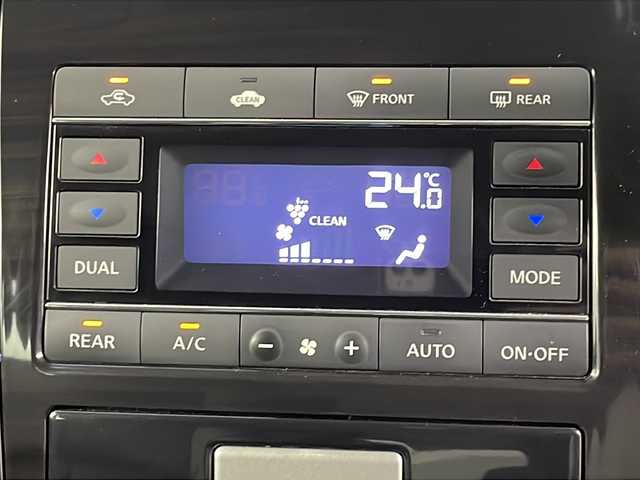 CLEAN
FRONT
REAR
24.0 °C
CLEAN
DUAL
MODE
REAR
A/C
− +
AUTO
ON·OFF